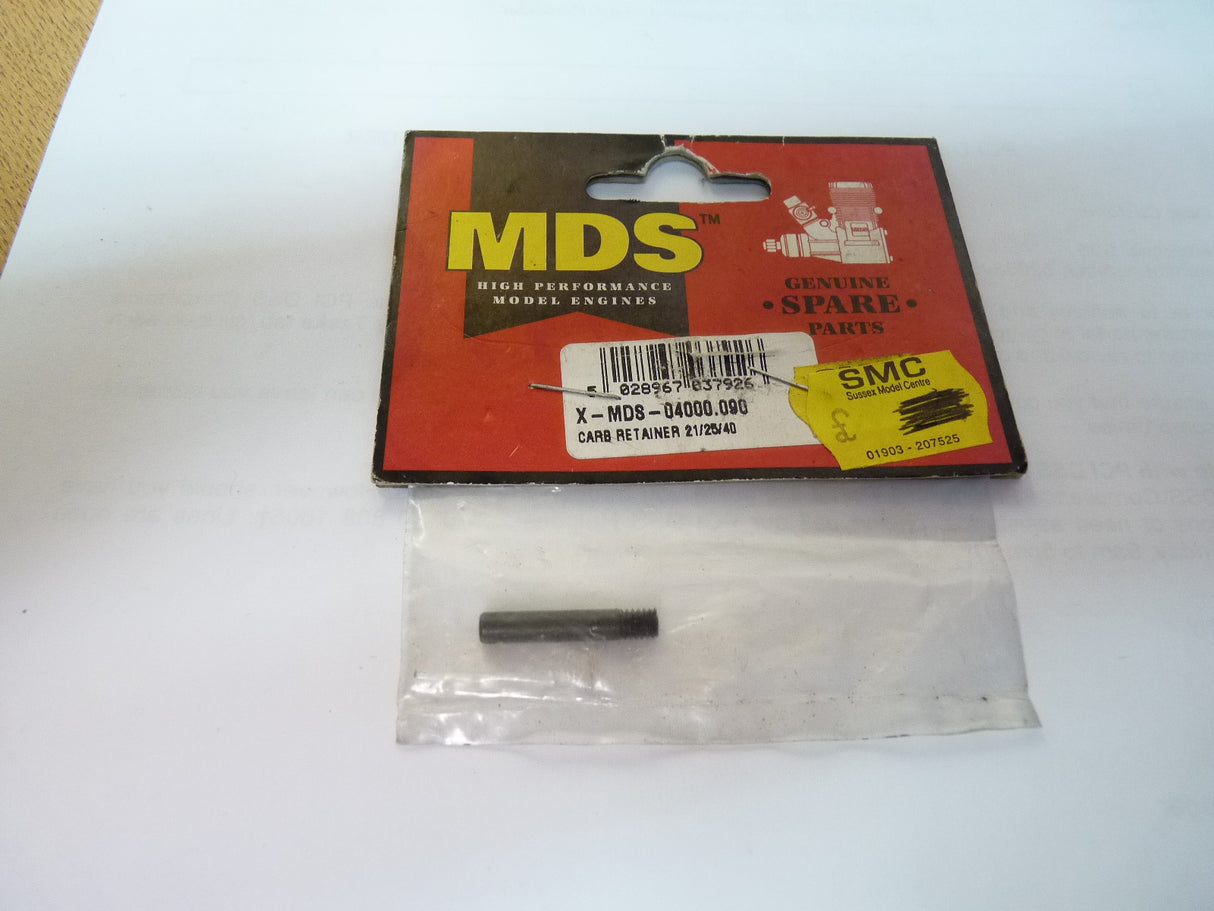 MDS™
HIGH PERFORMANCE
MODEL ENGINES
GENUINE
• SPARE •
PARTS
5 028967 037926
X-MDS-04000.090
CARB RETAINER 21/25/40
SMC
Sussex Model Centre
£
01903 - 207525